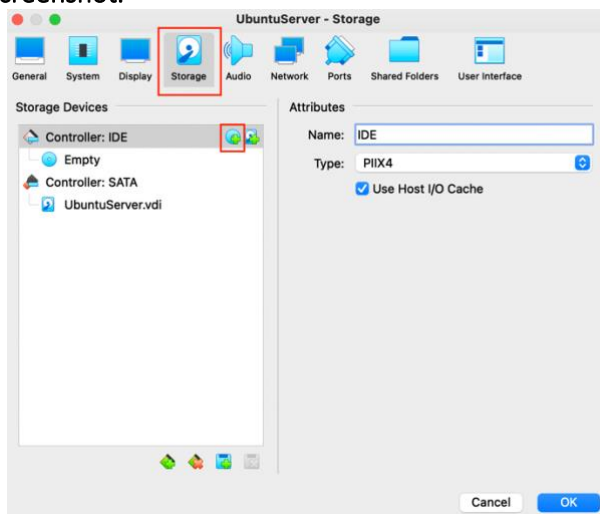 screenshot.
UbuntuServer - Storage
General System Display Storage Audio Network Ports Shared Folders User Interface
Storage Devices
Attributes
Controller: IDE
Name: IDE
Empty
Type: PIIX4
Controller: SATA
Use Host I/O Cache
UbuntuServer.vdi
Cancel OK